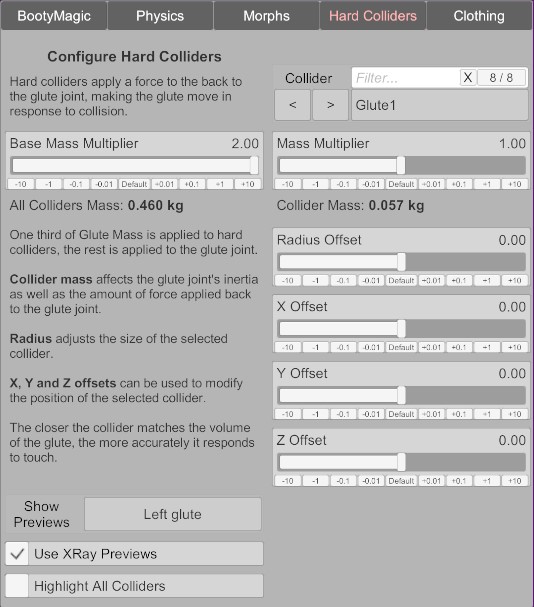 BootyMagic Physics Morphs Hard Colliders Clothing
Configure Hard Colliders
Hard colliders apply a force to the back to
the glute joint, making the glute move in
response to collision.
Collider Filter... X 8 / 8
< > Glute1
Base Mass Multiplier 2.00
-10 -1 -0.1 -0.01 Default +0.01 +0.1 +1 +10
Mass Multiplier 1.00
-10 -1 -0.1 -0.01 Default +0.01 +0.1 +1 +10
All Colliders Mass: 0.460 kg
Collider Mass: 0.057 kg
One third of Glute Mass is applied to hard
colliders, the rest is applied to the glute joint.
Collider mass affects the glute joint's inertia
as well as the amount of force applied back
to the glute joint.
Radius adjusts the size of the selected
collider.
X, Y and Z offsets can be used to modify
the position of the selected collider.
The closer the collider matches the volume
of the glute, the more accurately it responds
to touch.
Radius Offset 0.00
-10 -1 -0.1 -0.01 Default +0.01 +0.1 +1 +10
X Offset 0.00
-10 -1 -0.1 -0.01 Default +0.01 +0.1 +1 +10
Y Offset 0.00
-10 -1 -0.1 -0.01 Default +0.01 +0.1 +1 +10
Z Offset 0.00
-10 -1 -0.1 -0.01 Default +0.01 +0.1 +1 +10
Show
Previews
Left glute
Use XRay Previews
Highlight All Colliders